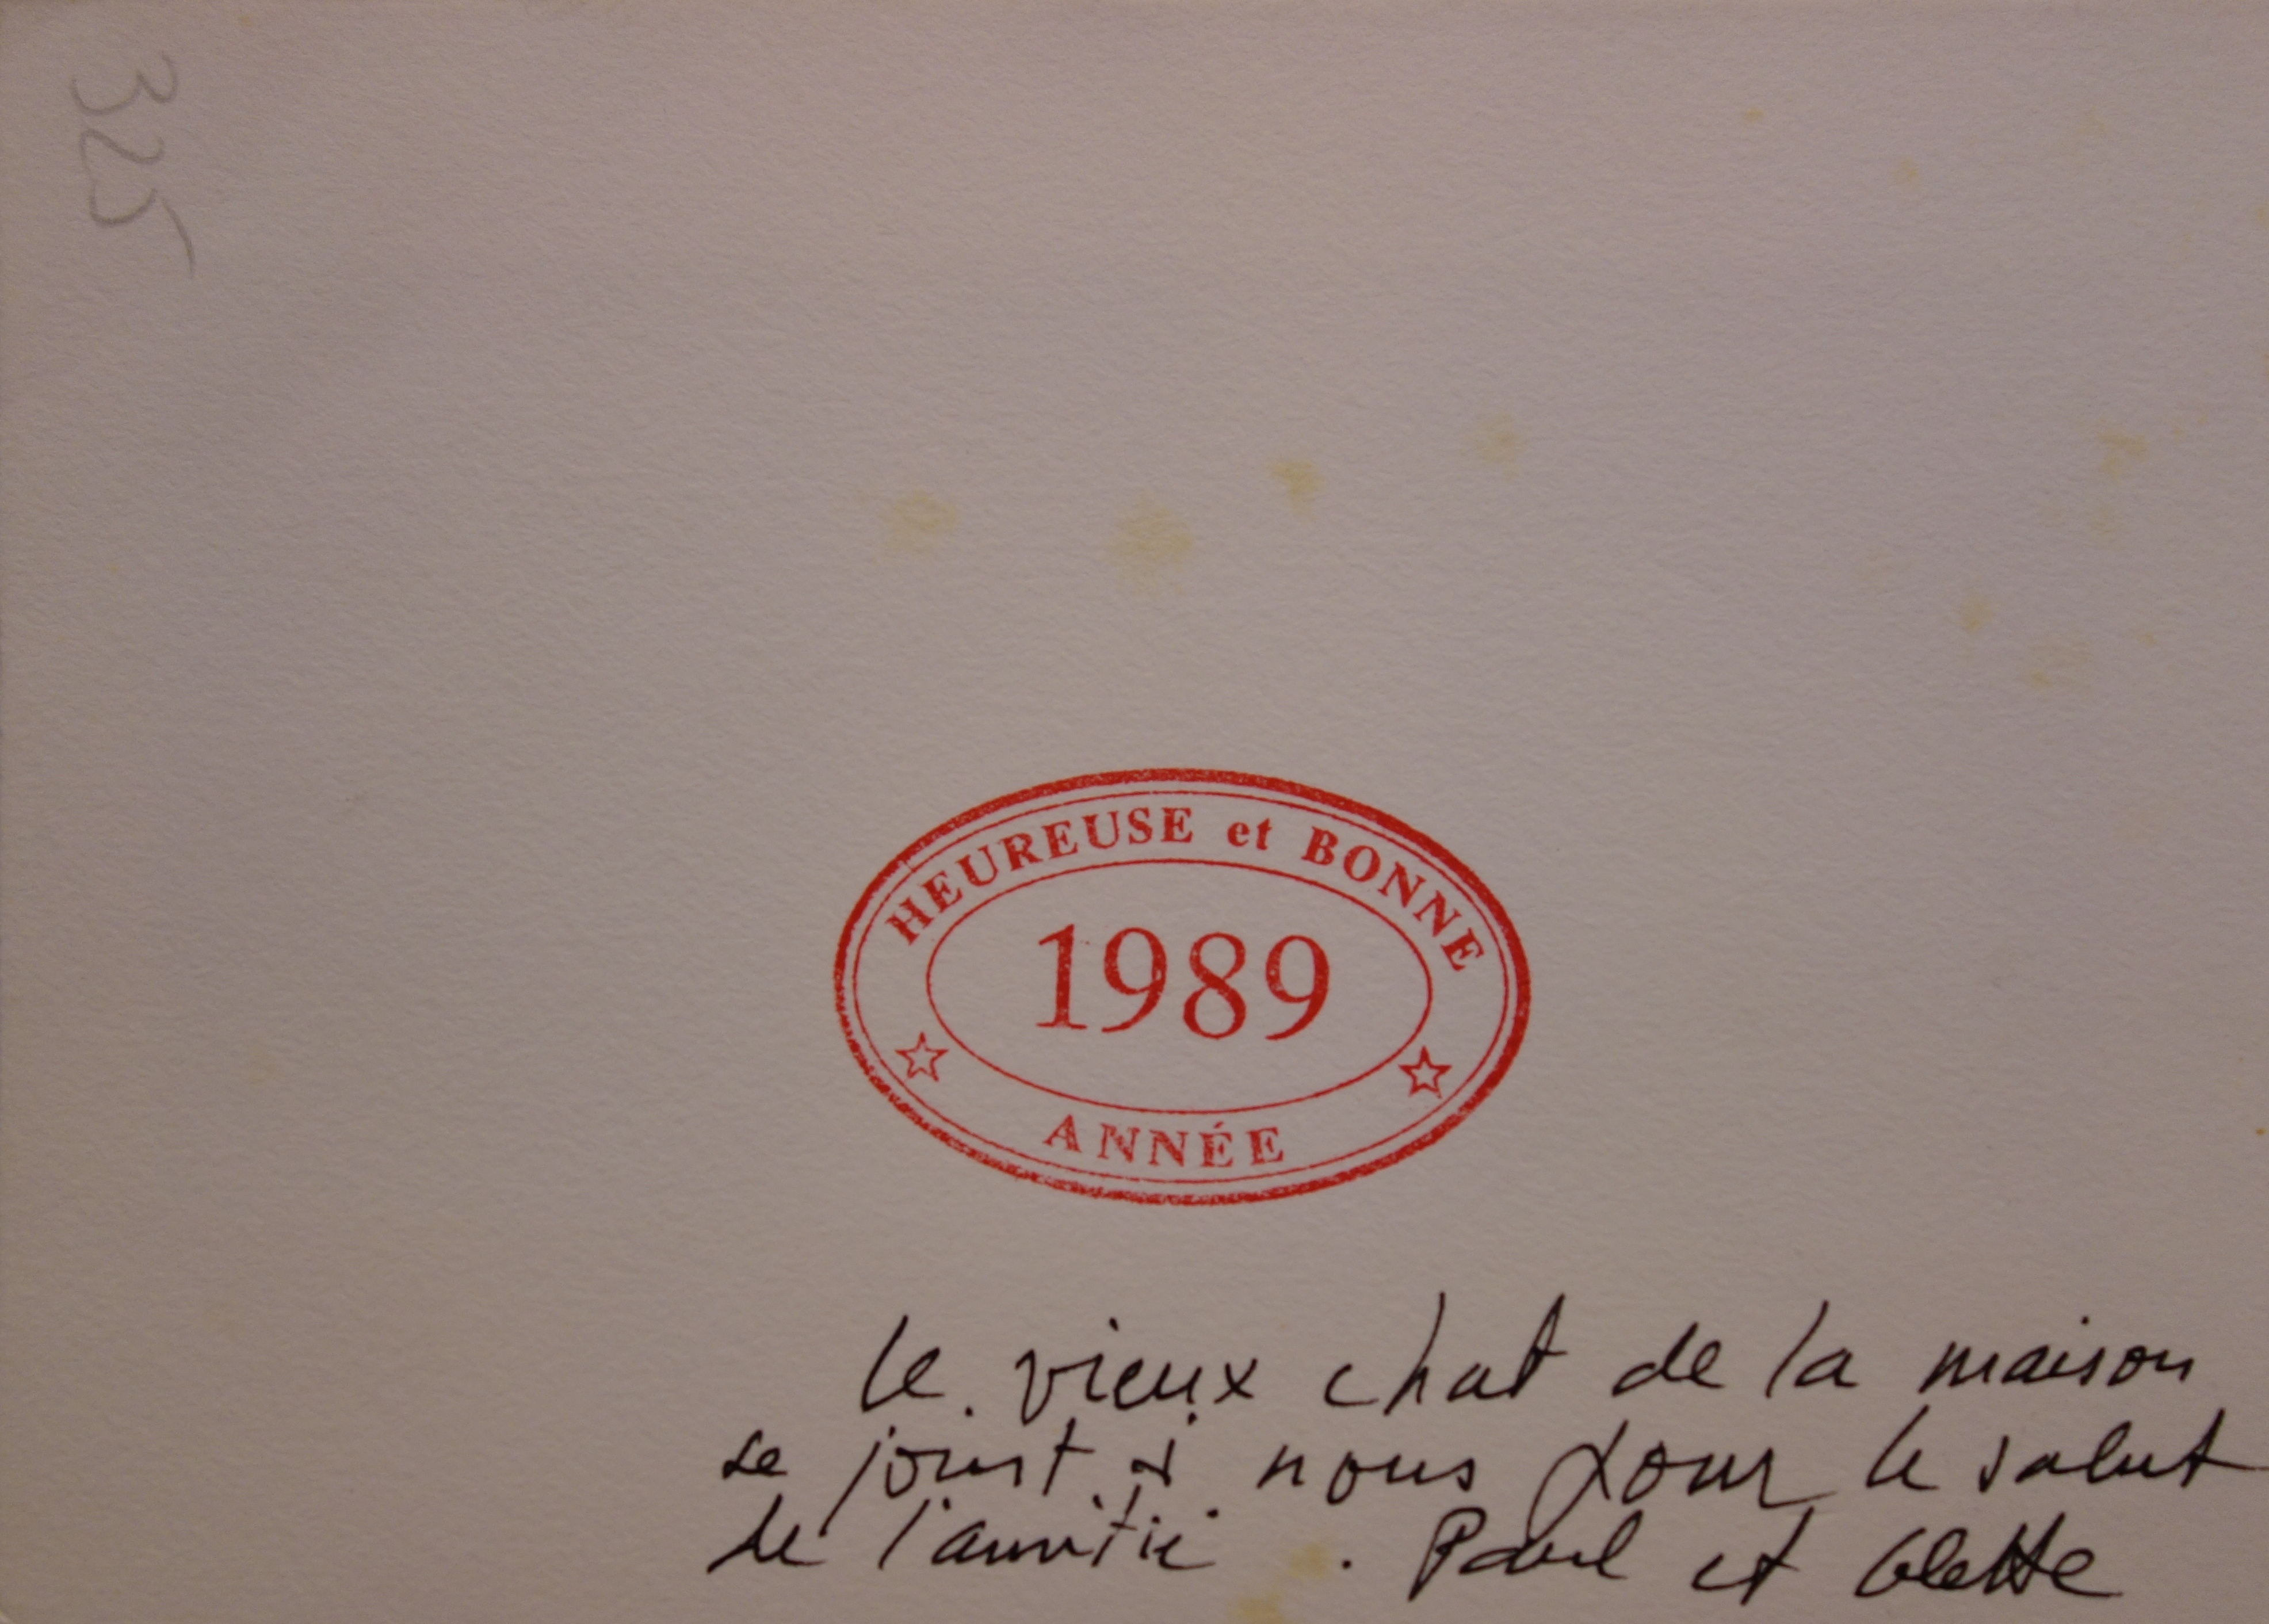 325
HEUREUSE et BONNE
1989
ANNÉE
le vieux chat de la maison
se joint à nous pour le salut
de l'amitié. Paul et Colette